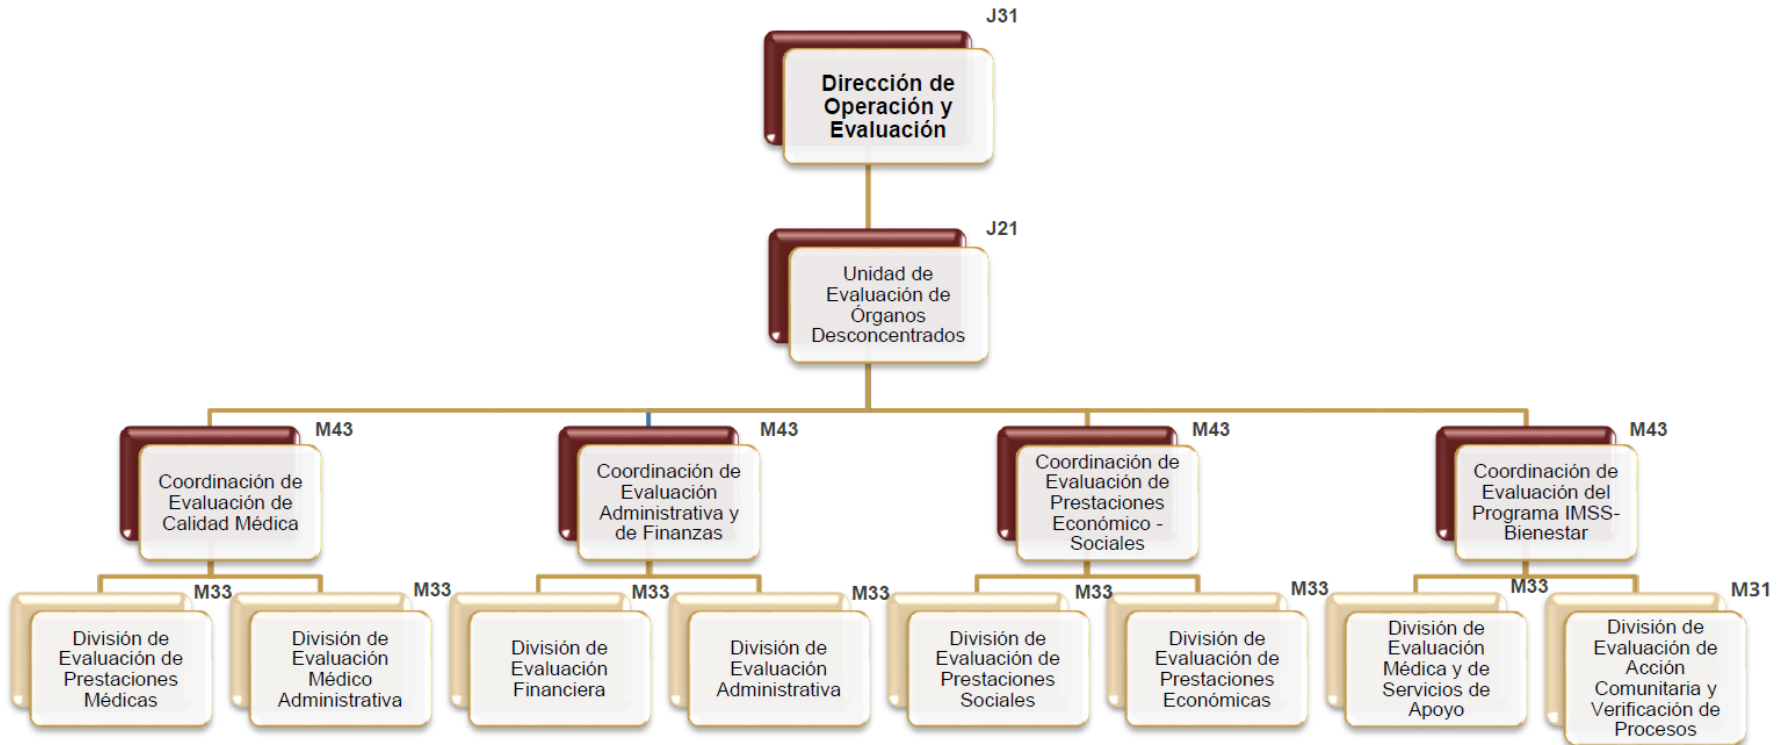 J31
Dirección de
Operación y
Evaluación
J21
Unidad de
Evaluación de
Órganos
Desconcentrados
M43
Coordinación de
Evaluación de
Calidad Médica
M43
Coordinación de
Evaluación
Administrativa y
de Finanzas
M43
Coordinación de
Evaluación de
Prestaciones
Económico -
Sociales
M43
Coordinación de
Evaluación del
Programa IMSS-
Bienestar
M33
División de
Evaluación de
Prestaciones
Médicas
M33
División de
Evaluación
Médico
Administrativa
M33
División de
Evaluación
Financiera
M33
División de
Evaluación
Administrativa
M33
División de
Evaluación de
Prestaciones
Sociales
M33
División de
Evaluación de
Prestaciones
Económicas
M33
División de
Evaluación
Médica y de
Servicios de
Apoyo
M31
División de
Evaluación de
Acción
Comunitaria y
Verificación de
Procesos